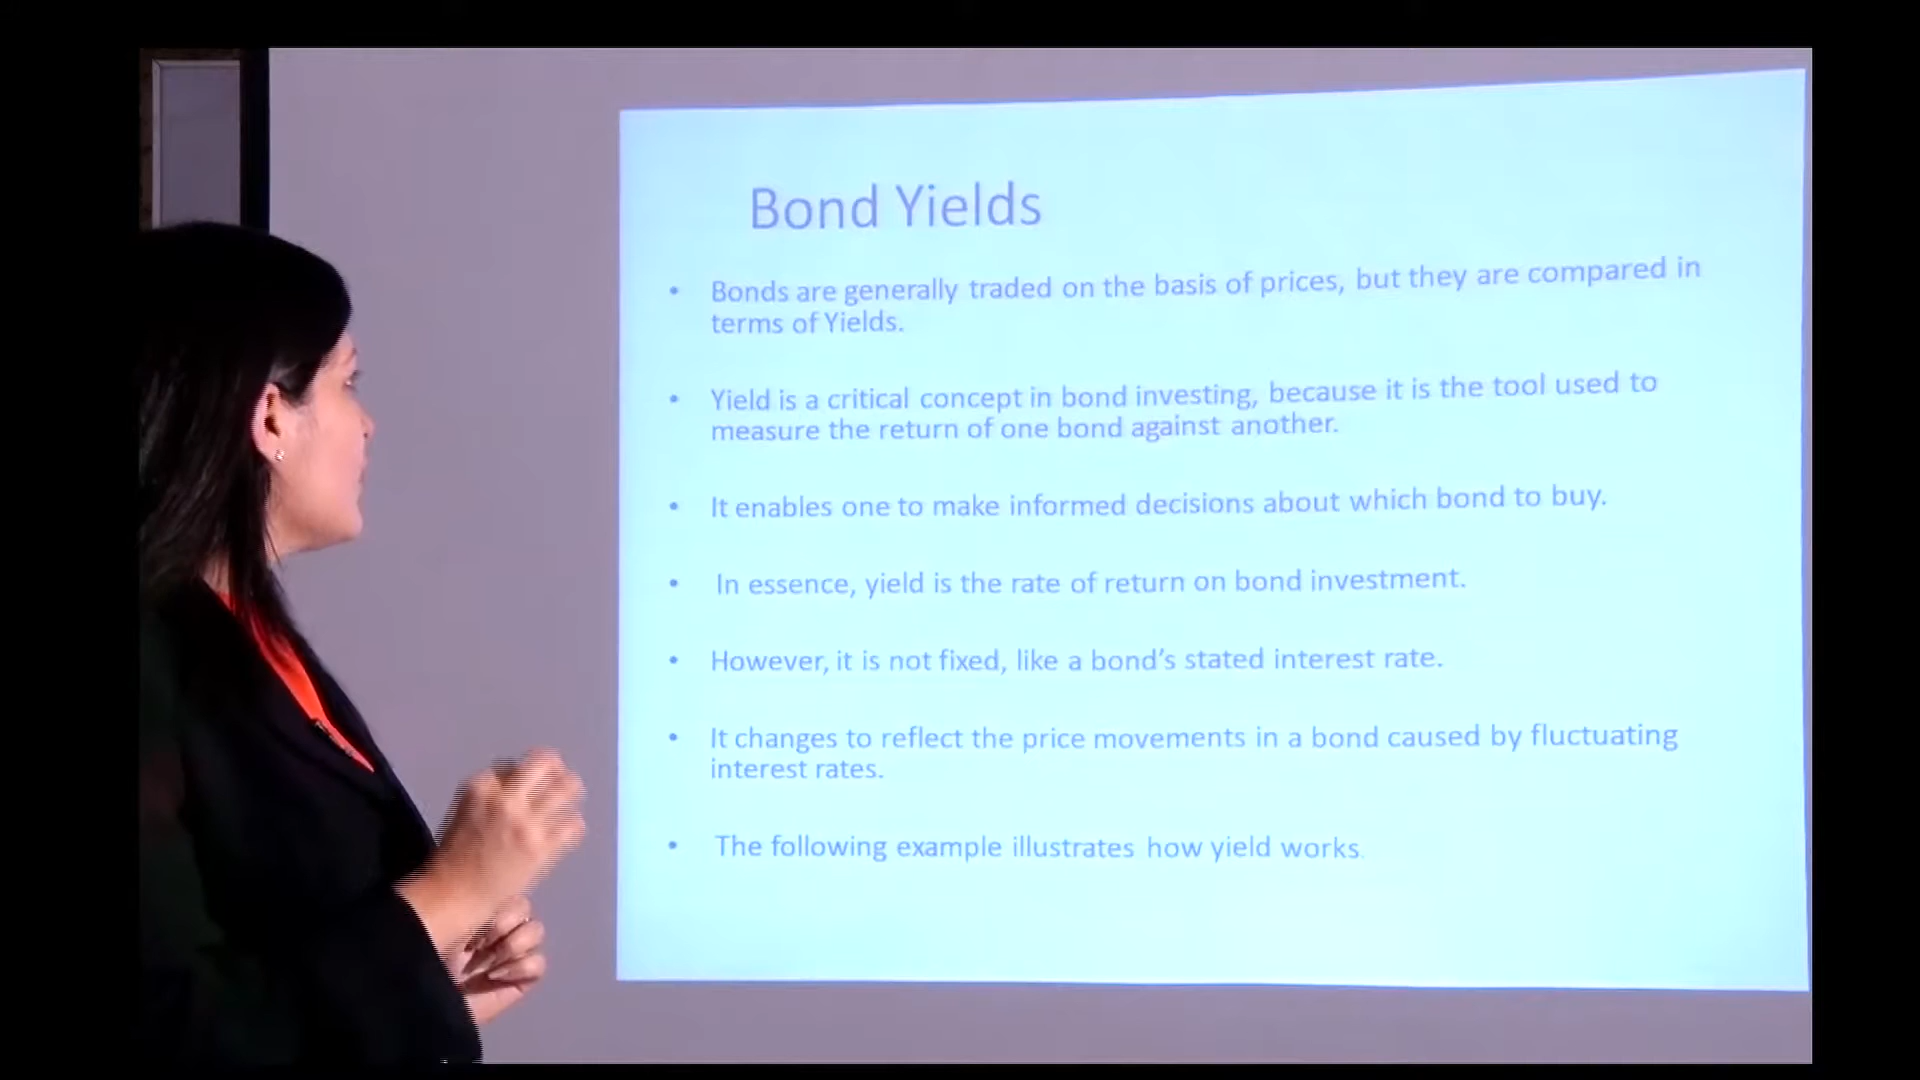 Bond Yields
• Bonds are generally traded on the basis of prices, but they are compared in
terms of Yields.
• Yield is a critical concept in bond investing, because it is the tool used to
measure the return of one bond against another.
• It enables one to make informed decisions about which bond to buy.
• In essence, yield is the rate of return on bond investment.
• However, it is not fixed, like a bond’s stated interest rate.
• It changes to reflect the price movements in a bond caused by fluctuating
interest rates.
• The following example illustrates how yield works.